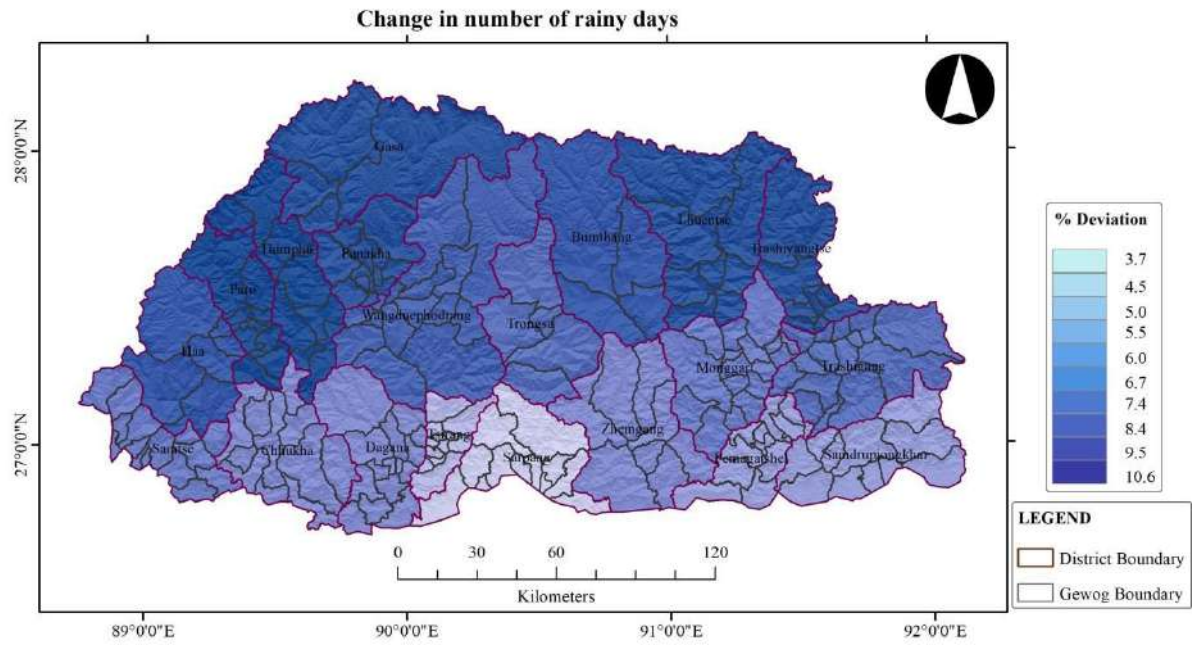 Change in number of rainy days
28°0'0"N
27°0'0"N
Gasa
Lhuentse
Bumthang
Trashiyangtse
Thimphu
Punakha
Paro
Wangduephodrang
Trongsa
Haa
Monggar
Trashigang
Samtse
Chhukha
Dagana
Tsirang
Sarpang
Zhemgang
Pemagatshel
Samdrupjongkhar
% Deviation
3.7
4.5
5.0
5.5
6.0
6.7
7.4
8.4
9.5
10.6
LEGEND
District Boundary
Gewog Boundary
0 30 60 120
Kilometers
89°0'0"E 90°0'0"E 91°0'0"E 92°0'0"E